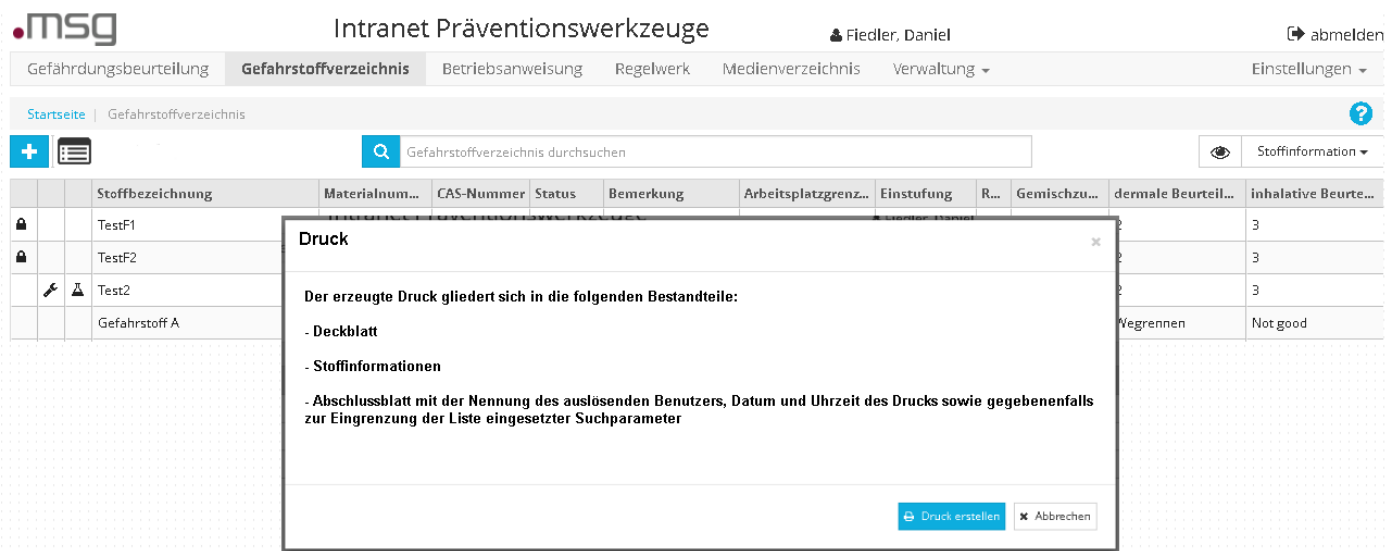 .msg
Intranet Präventionswerkzeuge
Fiedler, Daniel
abmelden
Gefährdungsbeurteilung Gefahrstoffverzeichnis Betriebsanweisung Regelwerk Medienverzeichnis Verwaltung Einstellungen
Startseite | Gefahrstoffverzeichnis ?
Gefahrstoffverzeichnis durchsuchen Stoffinformation
Stoffbezeichnung Materialnum... CAS-Nummer Status Bemerkung Arbeitsplatzgrenz... Einstufung R... Gemischzu... dermale Beurteil... inhalative Beurte...
TestF1 3
TestF2 3
Test2 3
Gefahrstoff A Wegrennen Not good
Druck
Der erzeugte Druck gliedert sich in die folgenden Bestandteile:
- Deckblatt
- Stoffinformationen
- Abschlussblatt mit der Nennung des auslösenden Benutzers, Datum und Uhrzeit des Drucks sowie gegebenenfalls
zur Eingrenzung der Liste eingesetzter Suchparameter
Druck erstellen Abbrechen